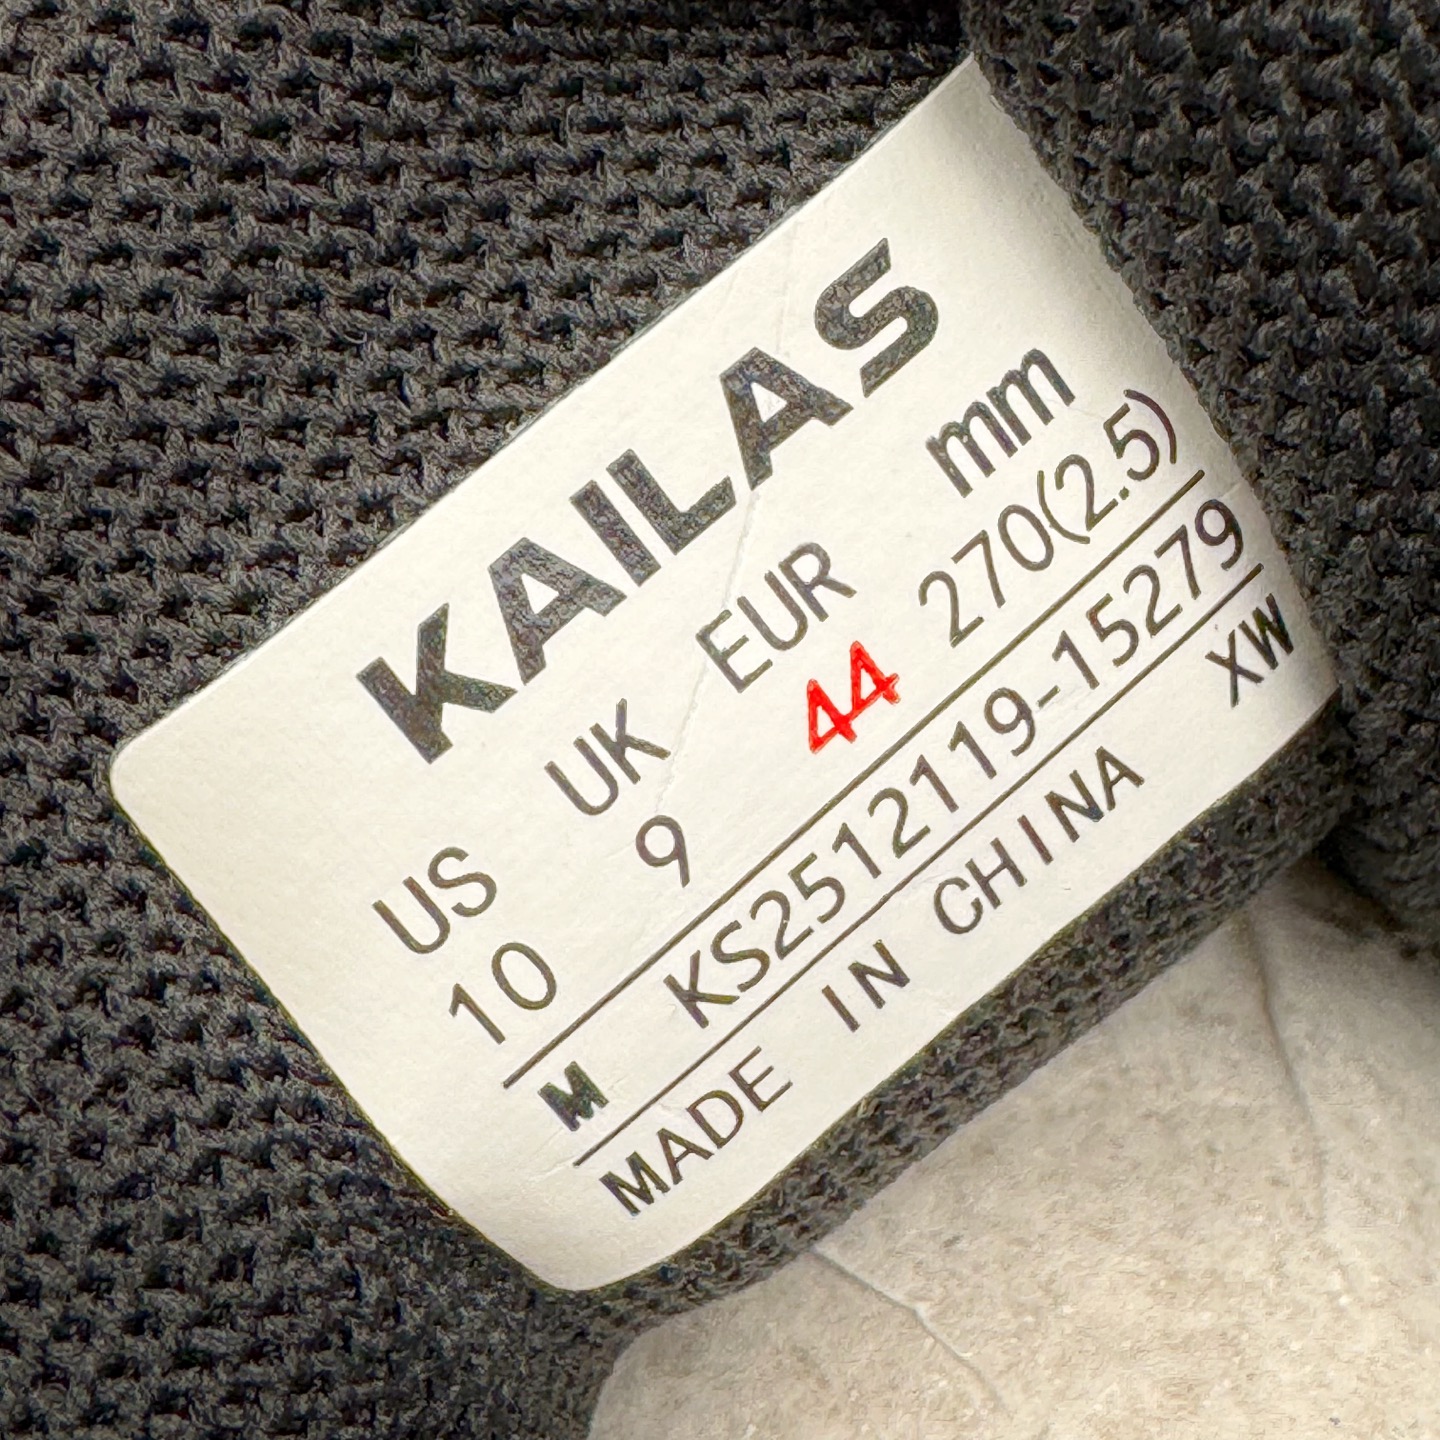 KAILAS
US UK EUR mm
10 9 44 270(2.5)
M KS2512119-15279
MADE IN CHINA XW